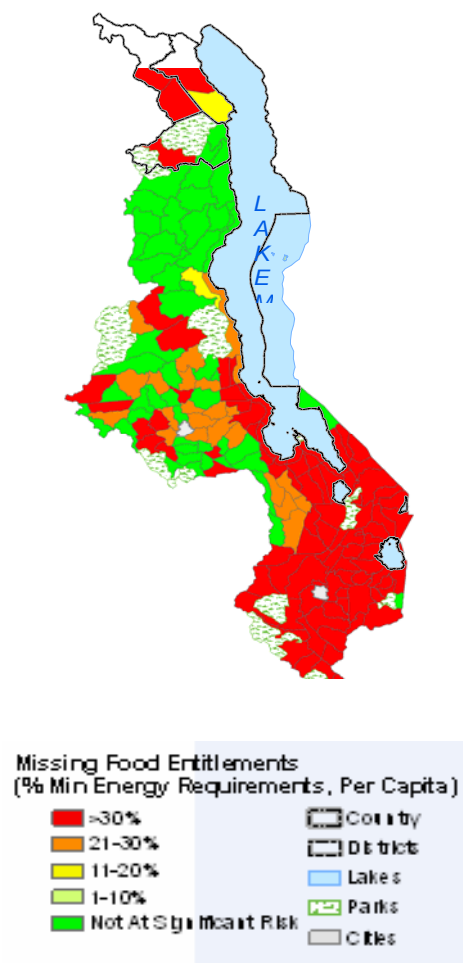 L
A
K
E
M
Missing Food Entitlements
(% Min Energy Requirements, Per Capita)
>30%
21-30%
11-20%
1-10%
Not At Significant Risk
Country
Districts
Lakes
Parks
Cities